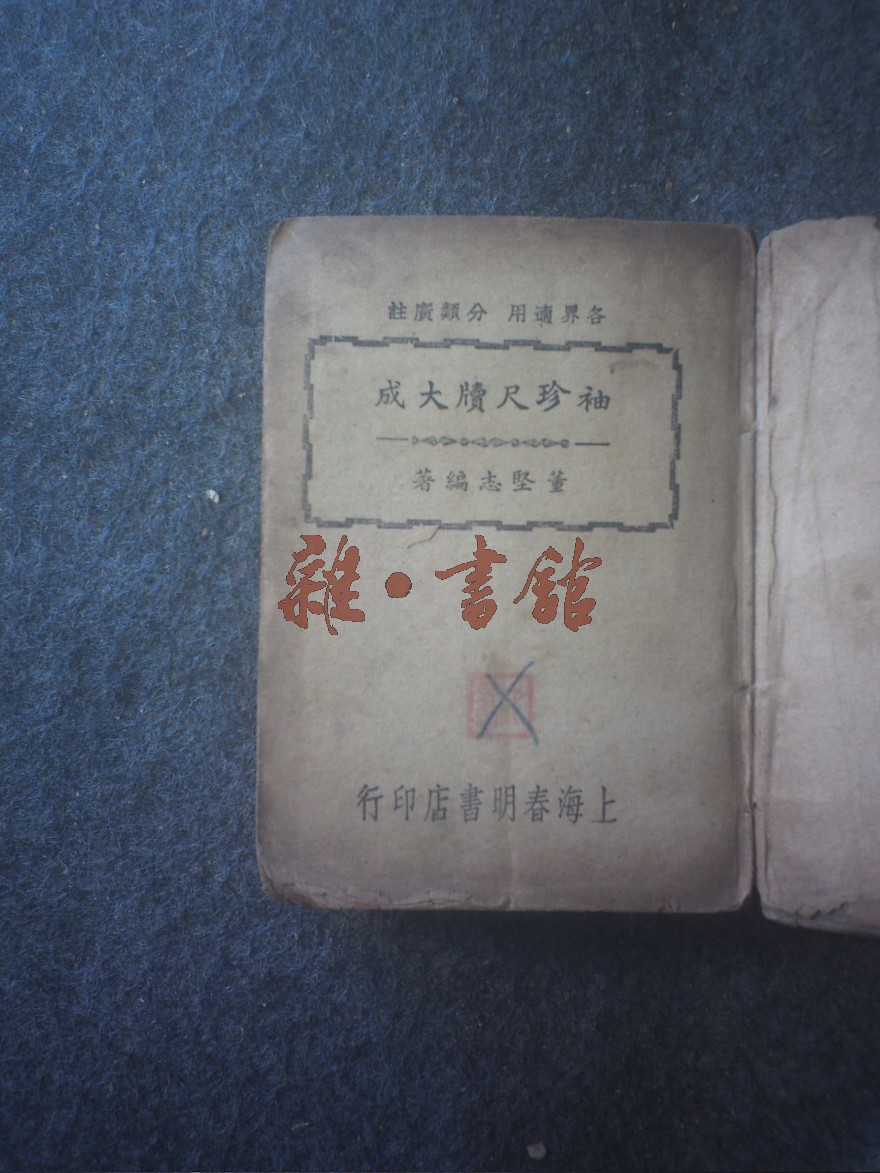 各界適用 分類廣註
袖珍尺牘大成
董堅志編著
雜·書館
上海春明書店印行